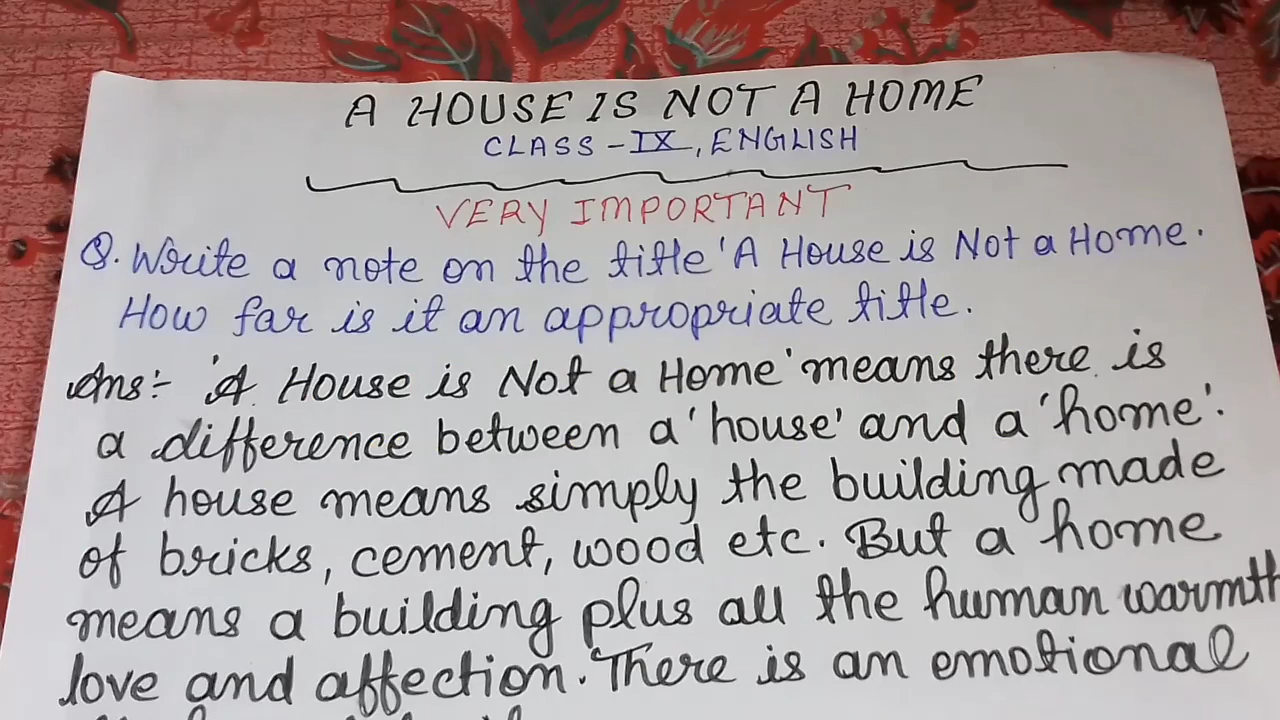 A HOUSE IS NOT A HOME
CLASS - IX, ENGLISH
VERY IMPORTANT
Q. Write a note on the title 'A House is Not a Home.
How far is it an appropriate title.
Ans:- 'A House is Not a Home' means there is
a difference between a 'house' and a 'home'.
A house means simply the building made
of bricks, cement, wood etc. But a home
means a building plus all the human warmth
love and affection. There is an emotional